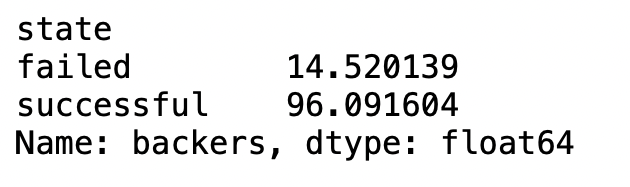 state
failed        14.520139
successful    96.091604
Name: backers, dtype: float64